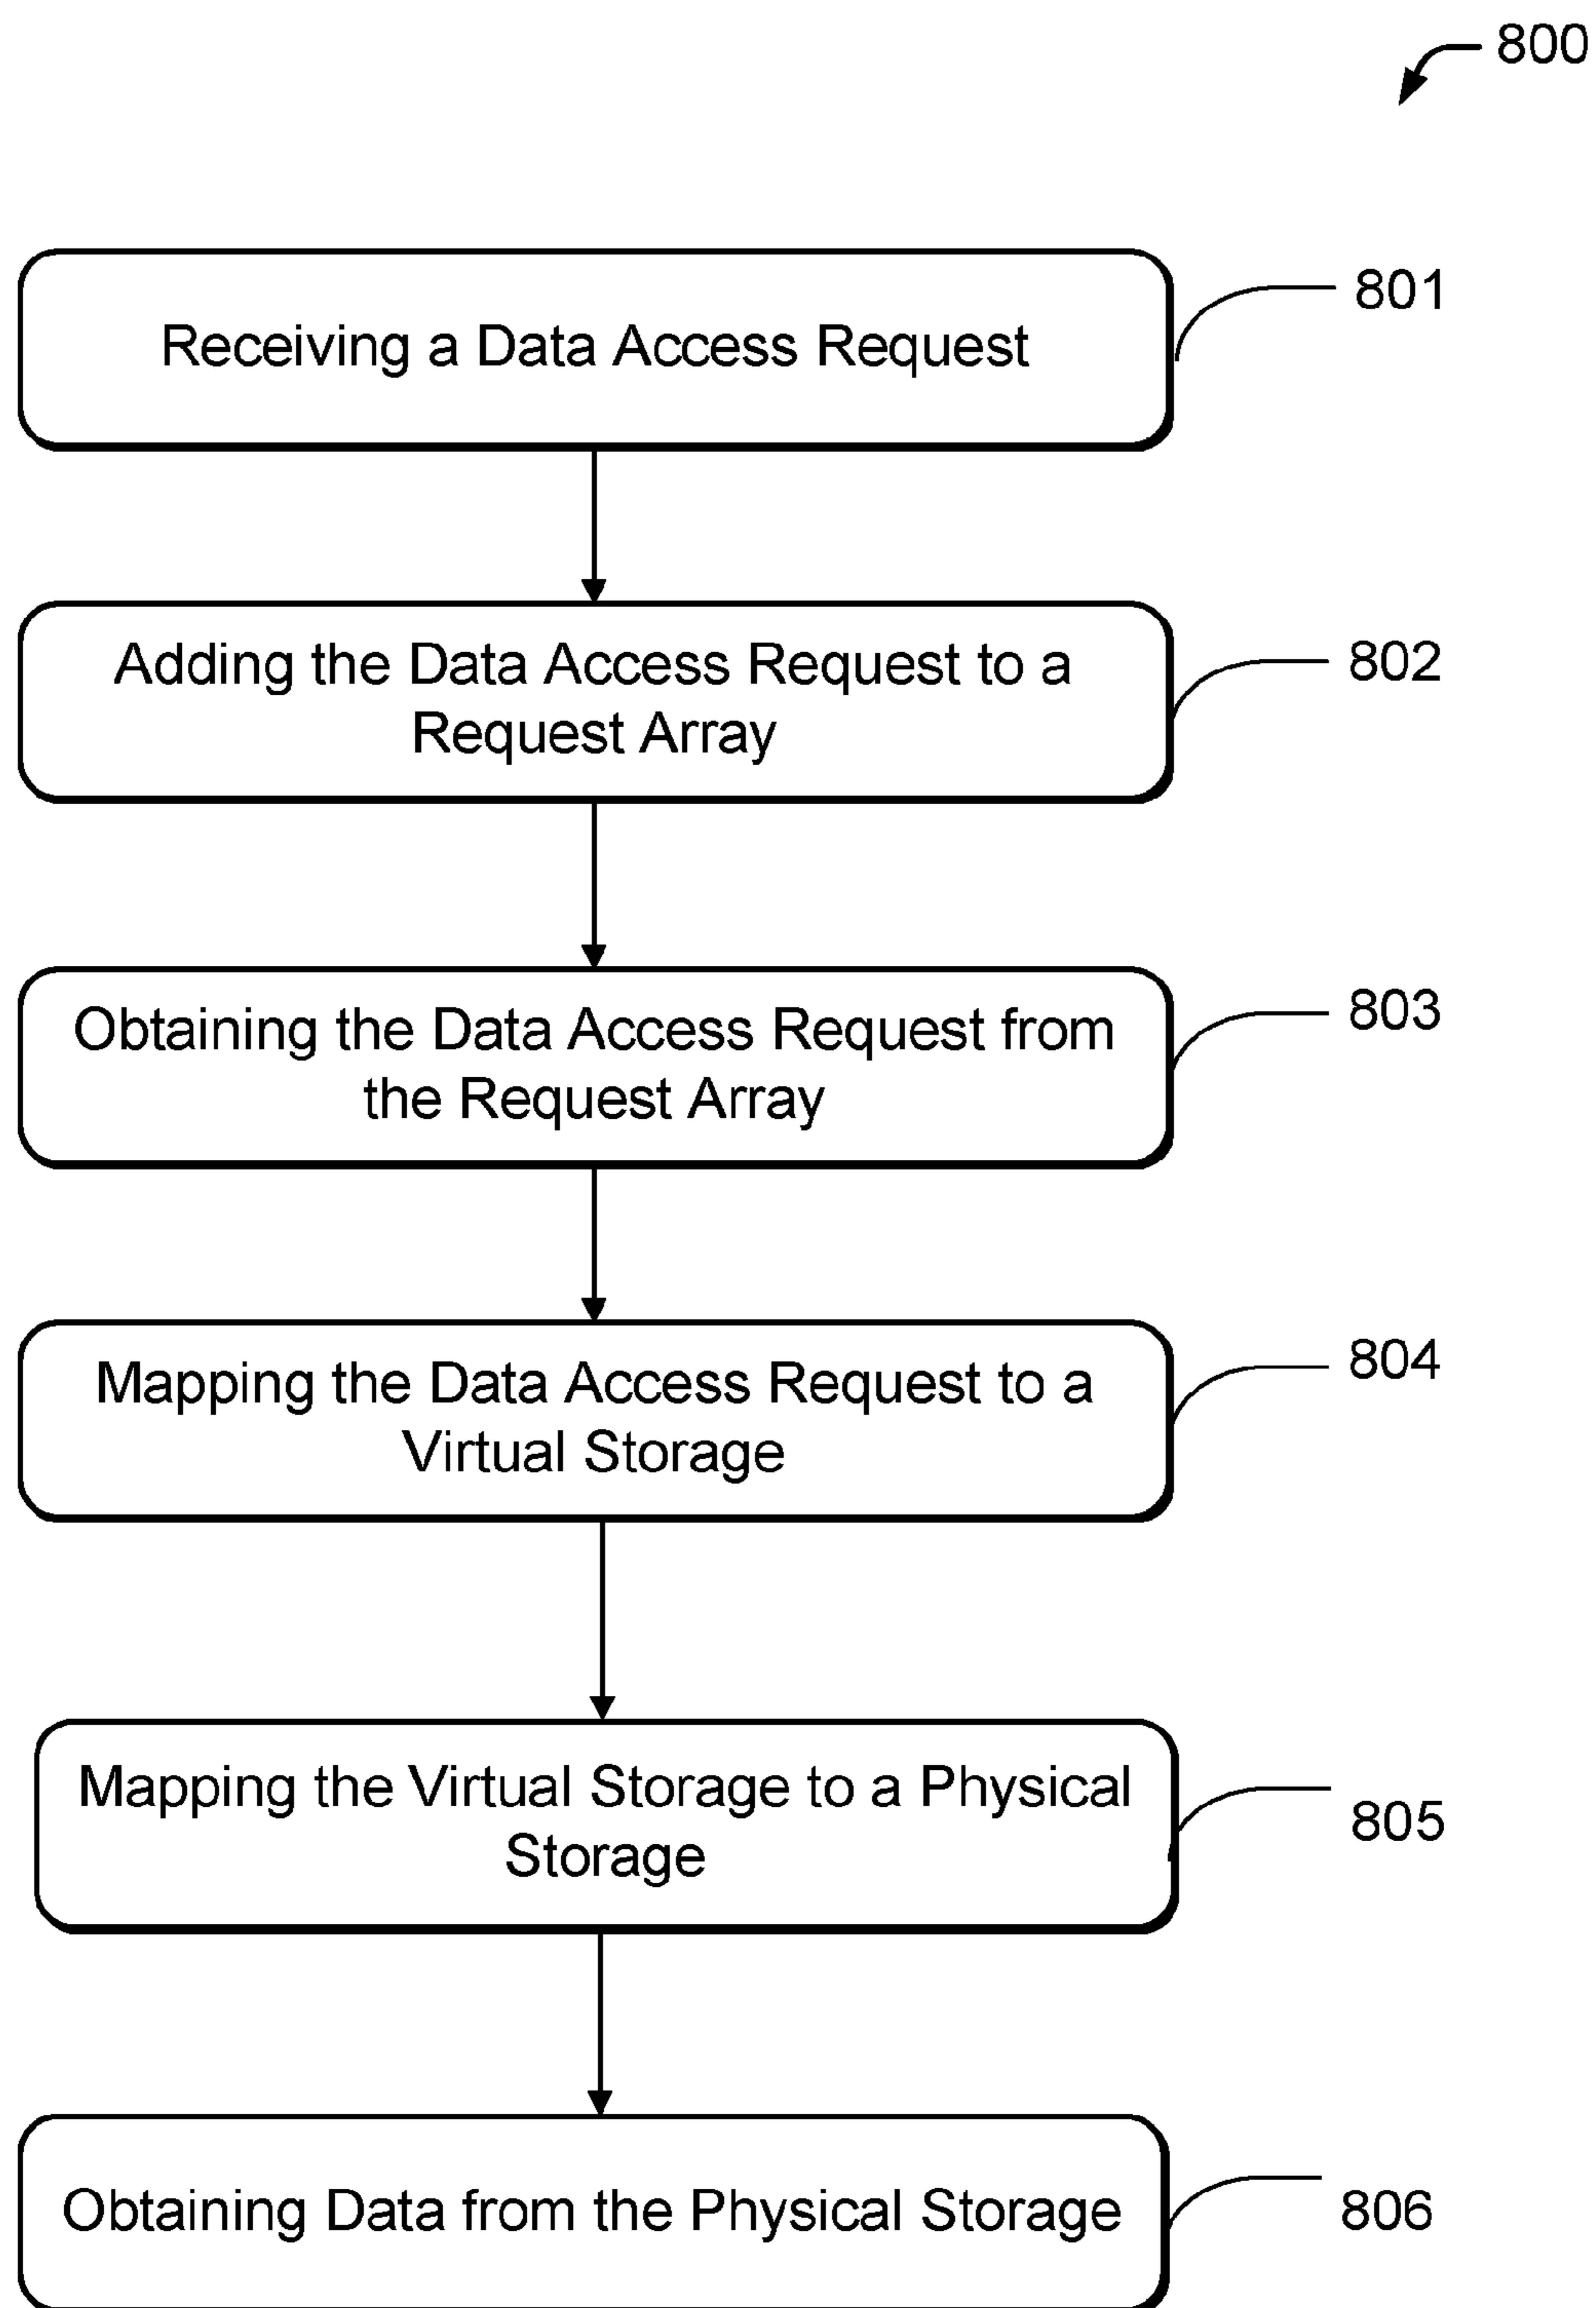 800
Receiving a Data Access Request
801
Adding the Data Access Request to a
Request Array
802
Obtaining the Data Access Request from
the Request Array
803
Mapping the Data Access Request to a
Virtual Storage
804
Mapping the Virtual Storage to a Physical
Storage
805
Obtaining Data from the Physical Storage
806